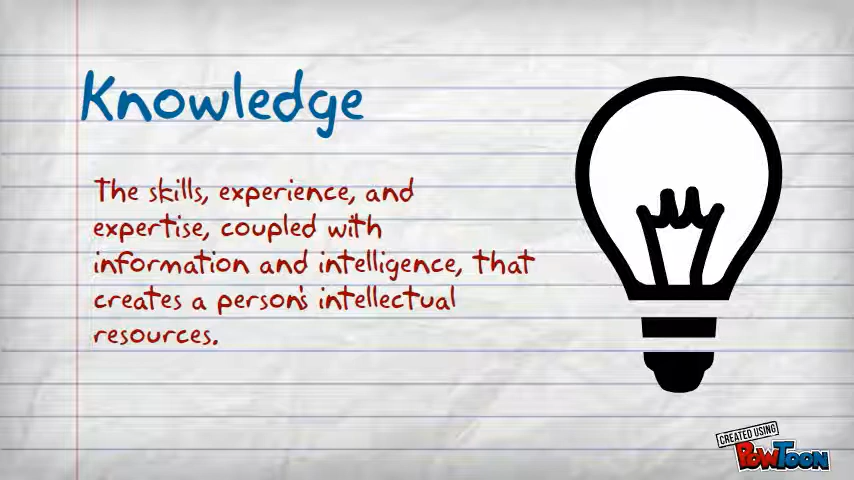 Knowledge
The skills, experience, and
expertise, coupled with
information and intelligence, that
creates a person's intellectual
resources.
CREATED USING
POWTOON